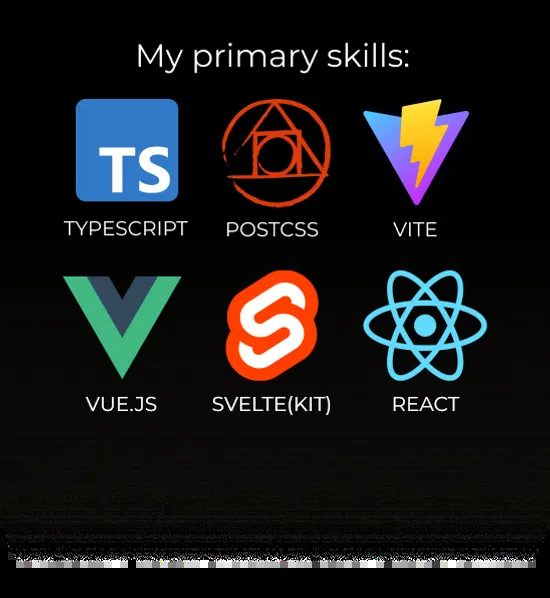 My primary skills:
TS
TYPESCRIPT POSTCSS VITE
VUE.JS SVELTE(KIT) REACT